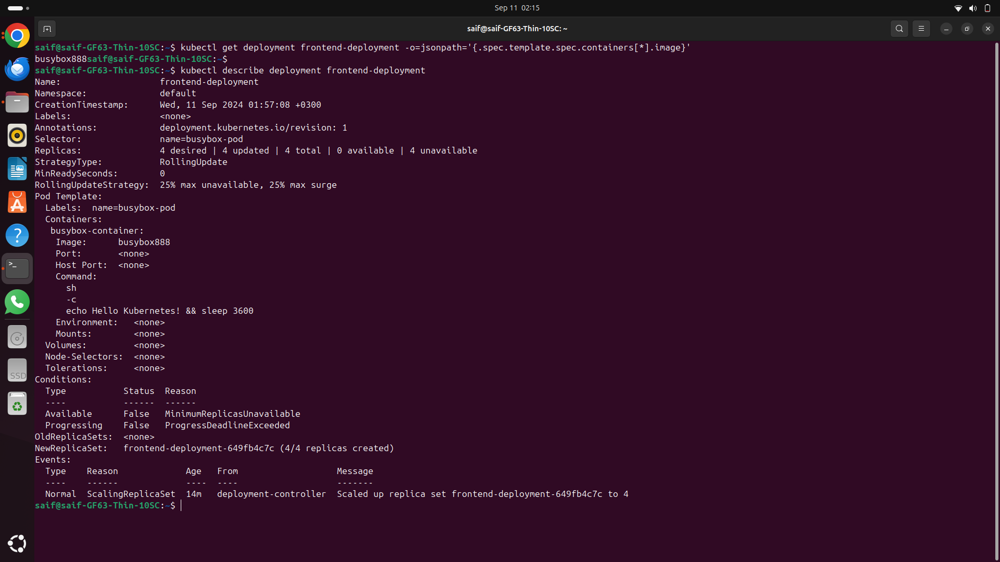 Sep 11 02:15
saif@saif-GF63-Thin-10SC: ~
saif@saif-GF63-Thin-10SC:~$ kubectl get deployment frontend-deployment -o=jsonpath='{.spec.template.spec.containers[*].image}'
busybox888saif@saif-GF63-Thin-10SC:~$
saif@saif-GF63-Thin-10SC:~$ kubectl describe deployment frontend-deployment
Name:                   frontend-deployment
Namespace:              default
CreationTimestamp:      Wed, 11 Sep 2024 01:57:08 +0300
Labels:                 <none>
Annotations:            deployment.kubernetes.io/revision: 1
Selector:               name=busybox-pod
Replicas:               4 desired | 4 updated | 4 total | 0 available | 4 unavailable
StrategyType:           RollingUpdate
MinReadySeconds:        0
RollingUpdateStrategy:  25% max unavailable, 25% max surge
Pod Template:
  Labels:  name=busybox-pod
  Containers:
   busybox-container:
    Image:      busybox888
    Port:       <none>
    Host Port:  <none>
    Command:
      sh
      -c
      echo Hello Kubernetes! && sleep 3600
    Environment:   <none>
    Mounts:        <none>
  Volumes:         <none>
  Node-Selectors:  <none>
  Tolerations:     <none>
Conditions:
  Type           Status  Reason
  ----           ------  ------
  Available      False   MinimumReplicasUnavailable
  Progressing    False   ProgressDeadlineExceeded
OldReplicaSets:  <none>
NewReplicaSet:   frontend-deployment-649fb4c7c (4/4 replicas created)
Events:
  Type    Reason             Age   From                   Message
  ----    ------             ----  ----                   -------
  Normal  ScalingReplicaSet  14m   deployment-controller  Scaled up replica set frontend-deployment-649fb4c7c to 4
saif@saif-GF63-Thin-10SC:~$
?
>_
SSD